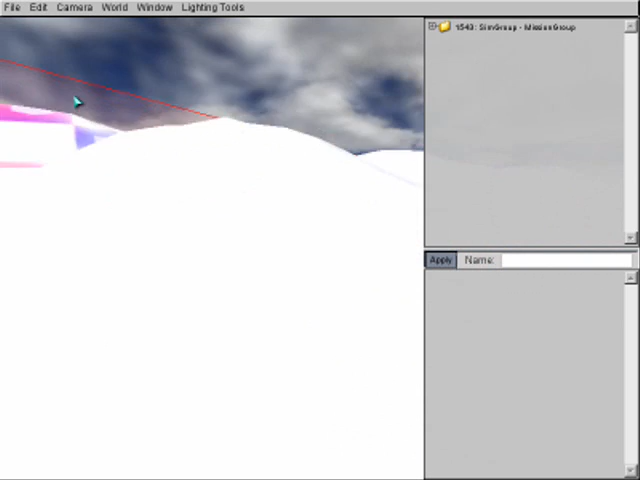 File Edit Camera World Window Lighting Tools
1543: SimGroup - MissionGroup
Apply Name: